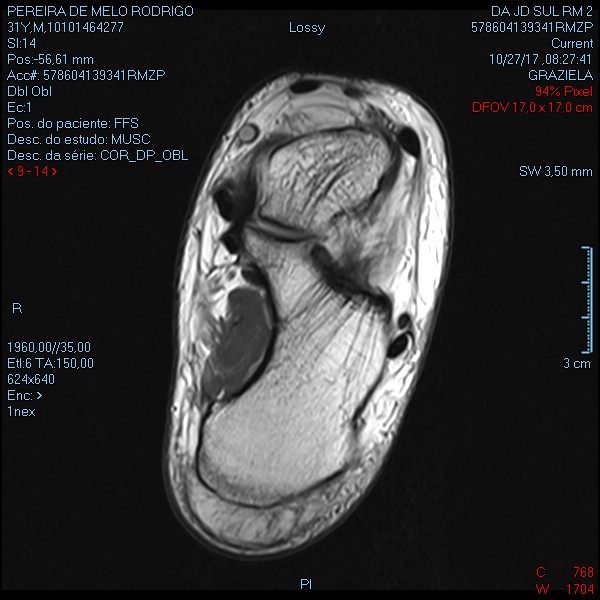 PEREIRA DE MELO RODRIGO
31Y,M,10101464277
Sl:14
Pos:-56,61 mm
Acc#: 578604139341RMZP
Dbl Obl
Ec:1
Pos. do paciente: FFS
Desc. do estudo: MUSC
Desc. da série: COR_DP_OBL
< 9 - 14 >
Lossy
DA JD SUL RM 2
578604139341RMZP
Current
10/27/17 ,08:27:41
GRAZIELA
94% Pixel
DFOV 17,0 x 17,0 cm
SW 3,50 mm
R
1960,00//35,00
Etl:6 TA:150,00
624x640
Enc: >
1nex
3 cm
PI
C 768
W 1704